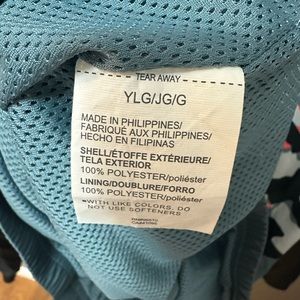 TEAR AWAY
YLG/JG/G
MADE IN PHILIPPINES/
FABRIQUÉ AUX PHILIPPINES/
HECHO EN FILIPINAS
SHELL/ÉTOFFE EXTÉRIEURE/
TELA EXTERIOR
100% POLYESTER/poliéster
LINING/DOUBLURE/FORRO
100% POLYESTER/poliéster
•WITH LIKE COLORS. DO
NOT USE SOFTENERS